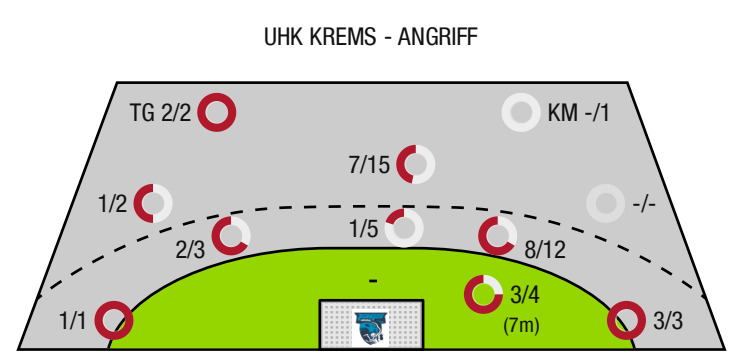 UHK KREMS - ANGRIFF
TG 2/2
KM -/1
7/15
1/2
-/-
1/5
2/3
8/12
-
3/4
(7m)
1/1
3/3